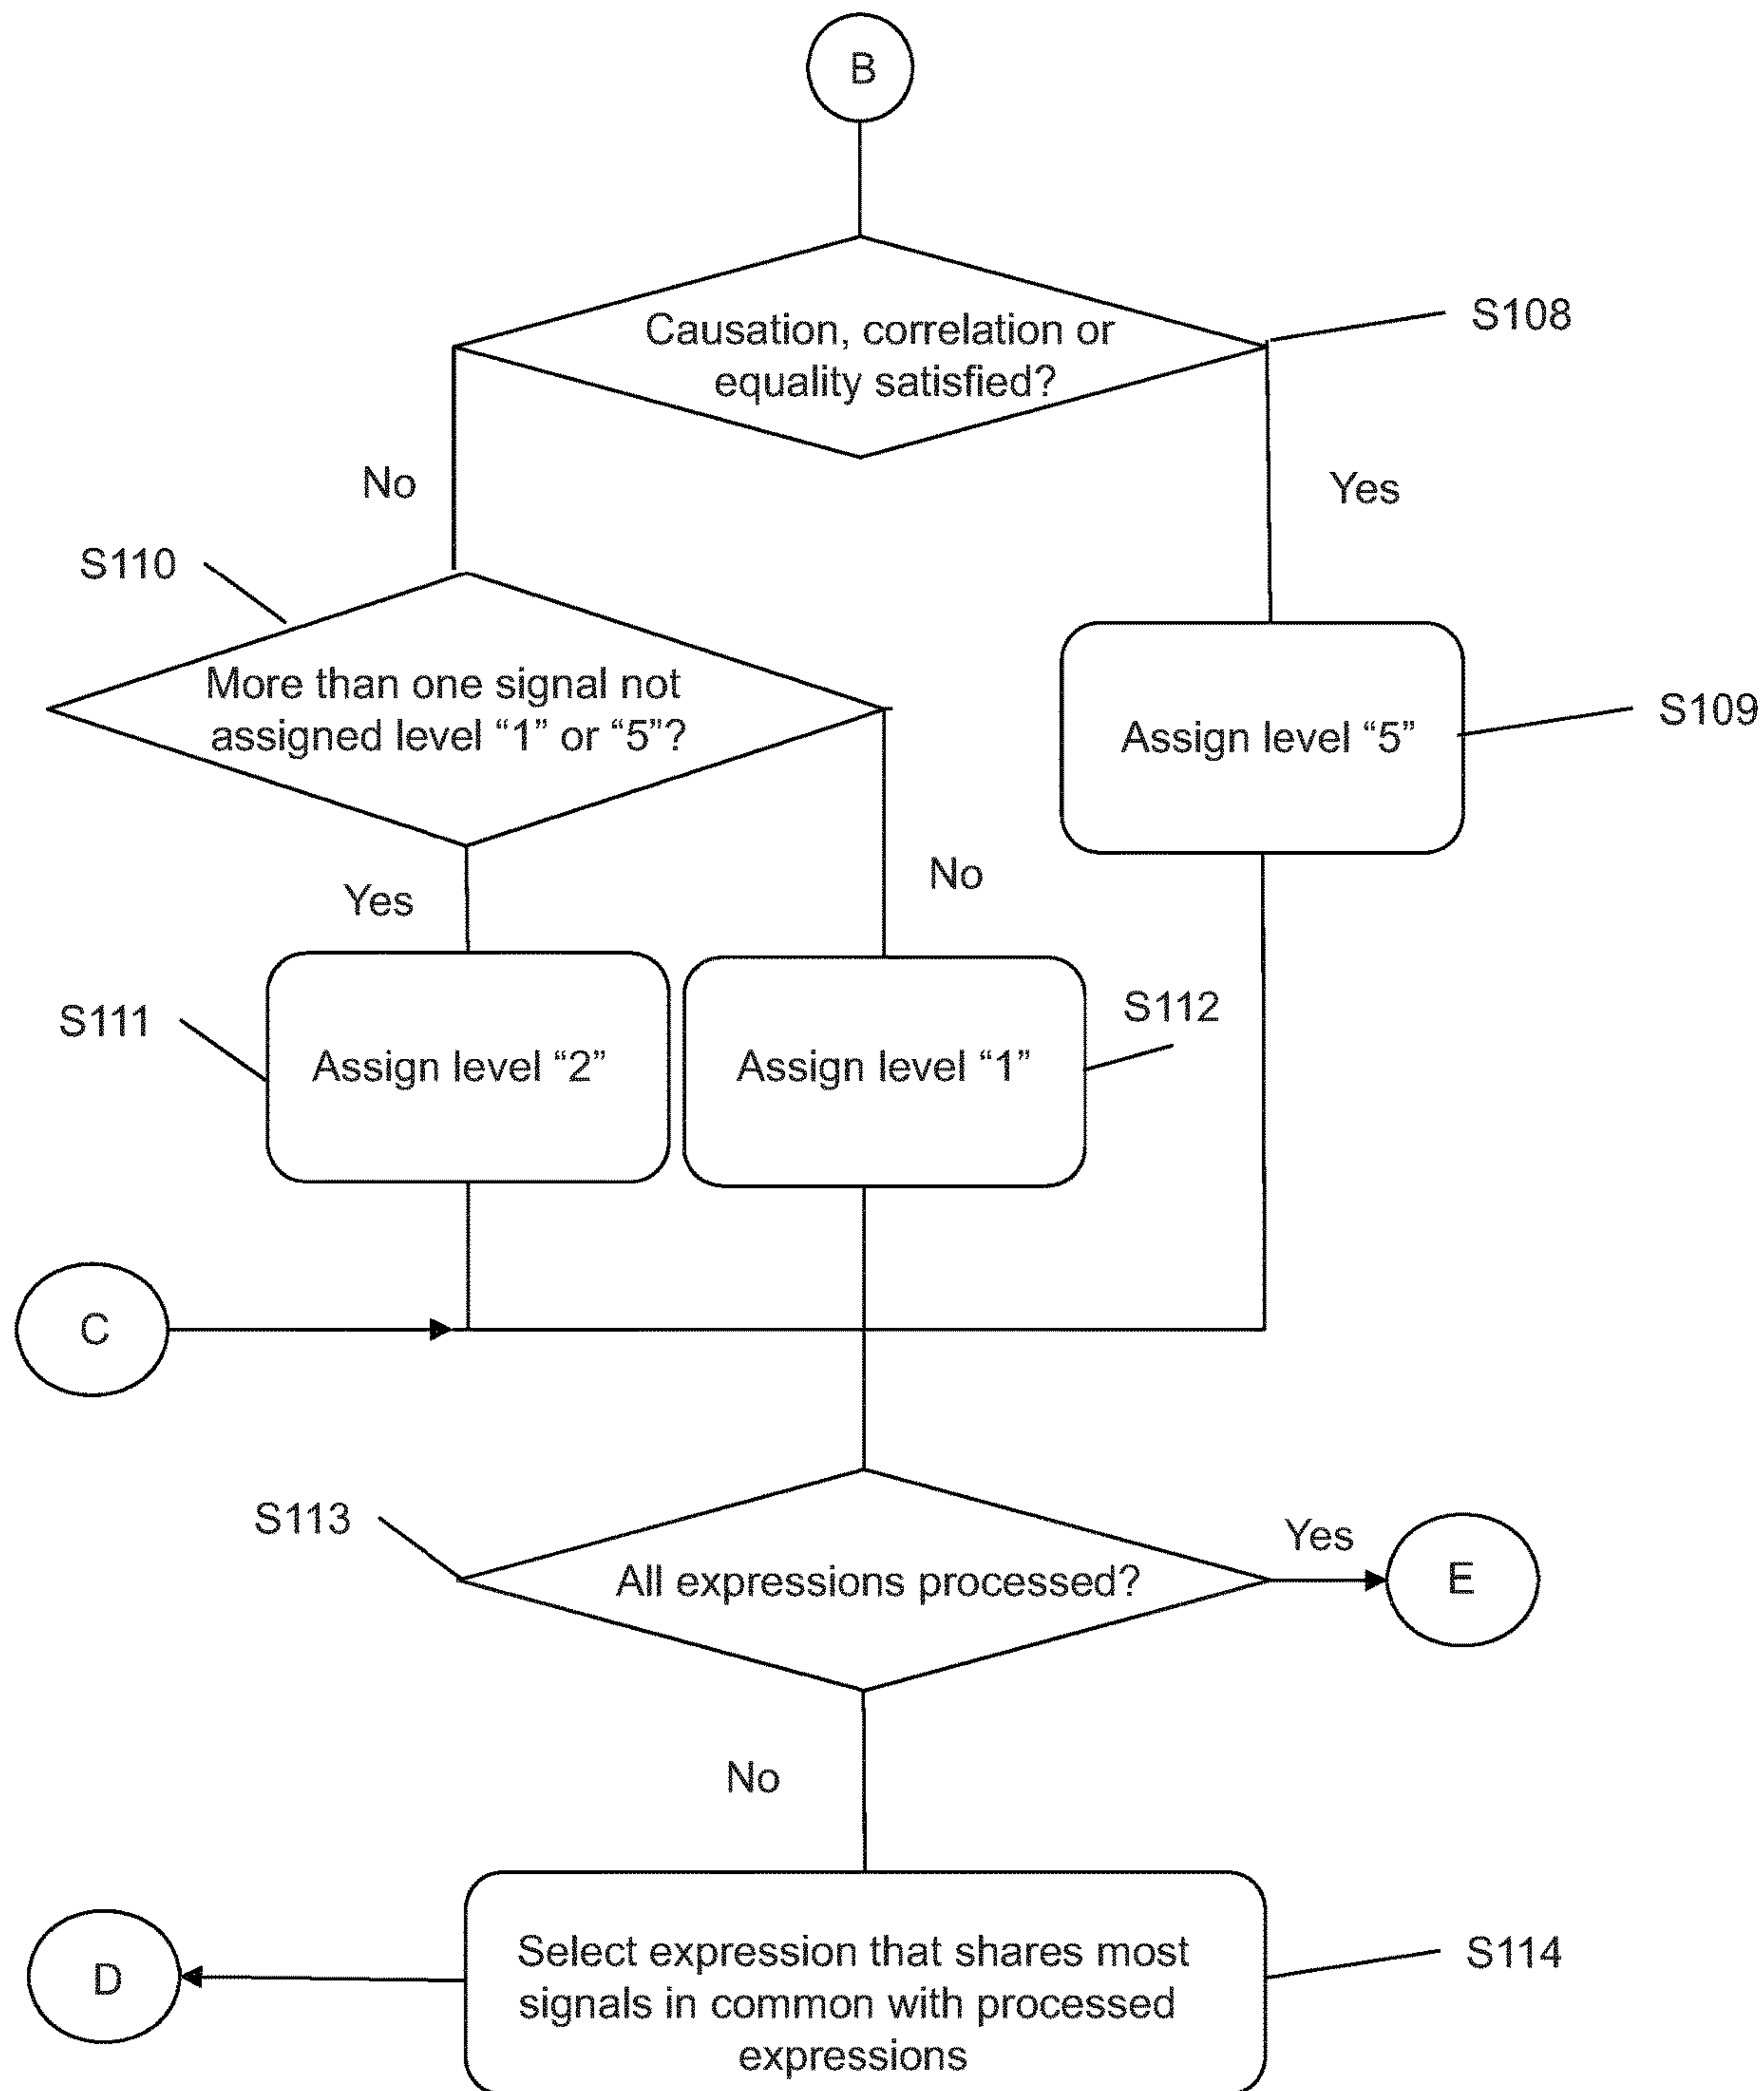 B
Causation, correlation or
equality satisfied?
S108
No
Yes
S110
More than one signal not
assigned level “1” or “5”?
Assign level “5”
S109
Yes
No
S111
Assign level “2”
Assign level “1”
S112
C
S113
All expressions processed?
Yes
E
No
Select expression that shares most
signals in common with processed
expressions
S114
D